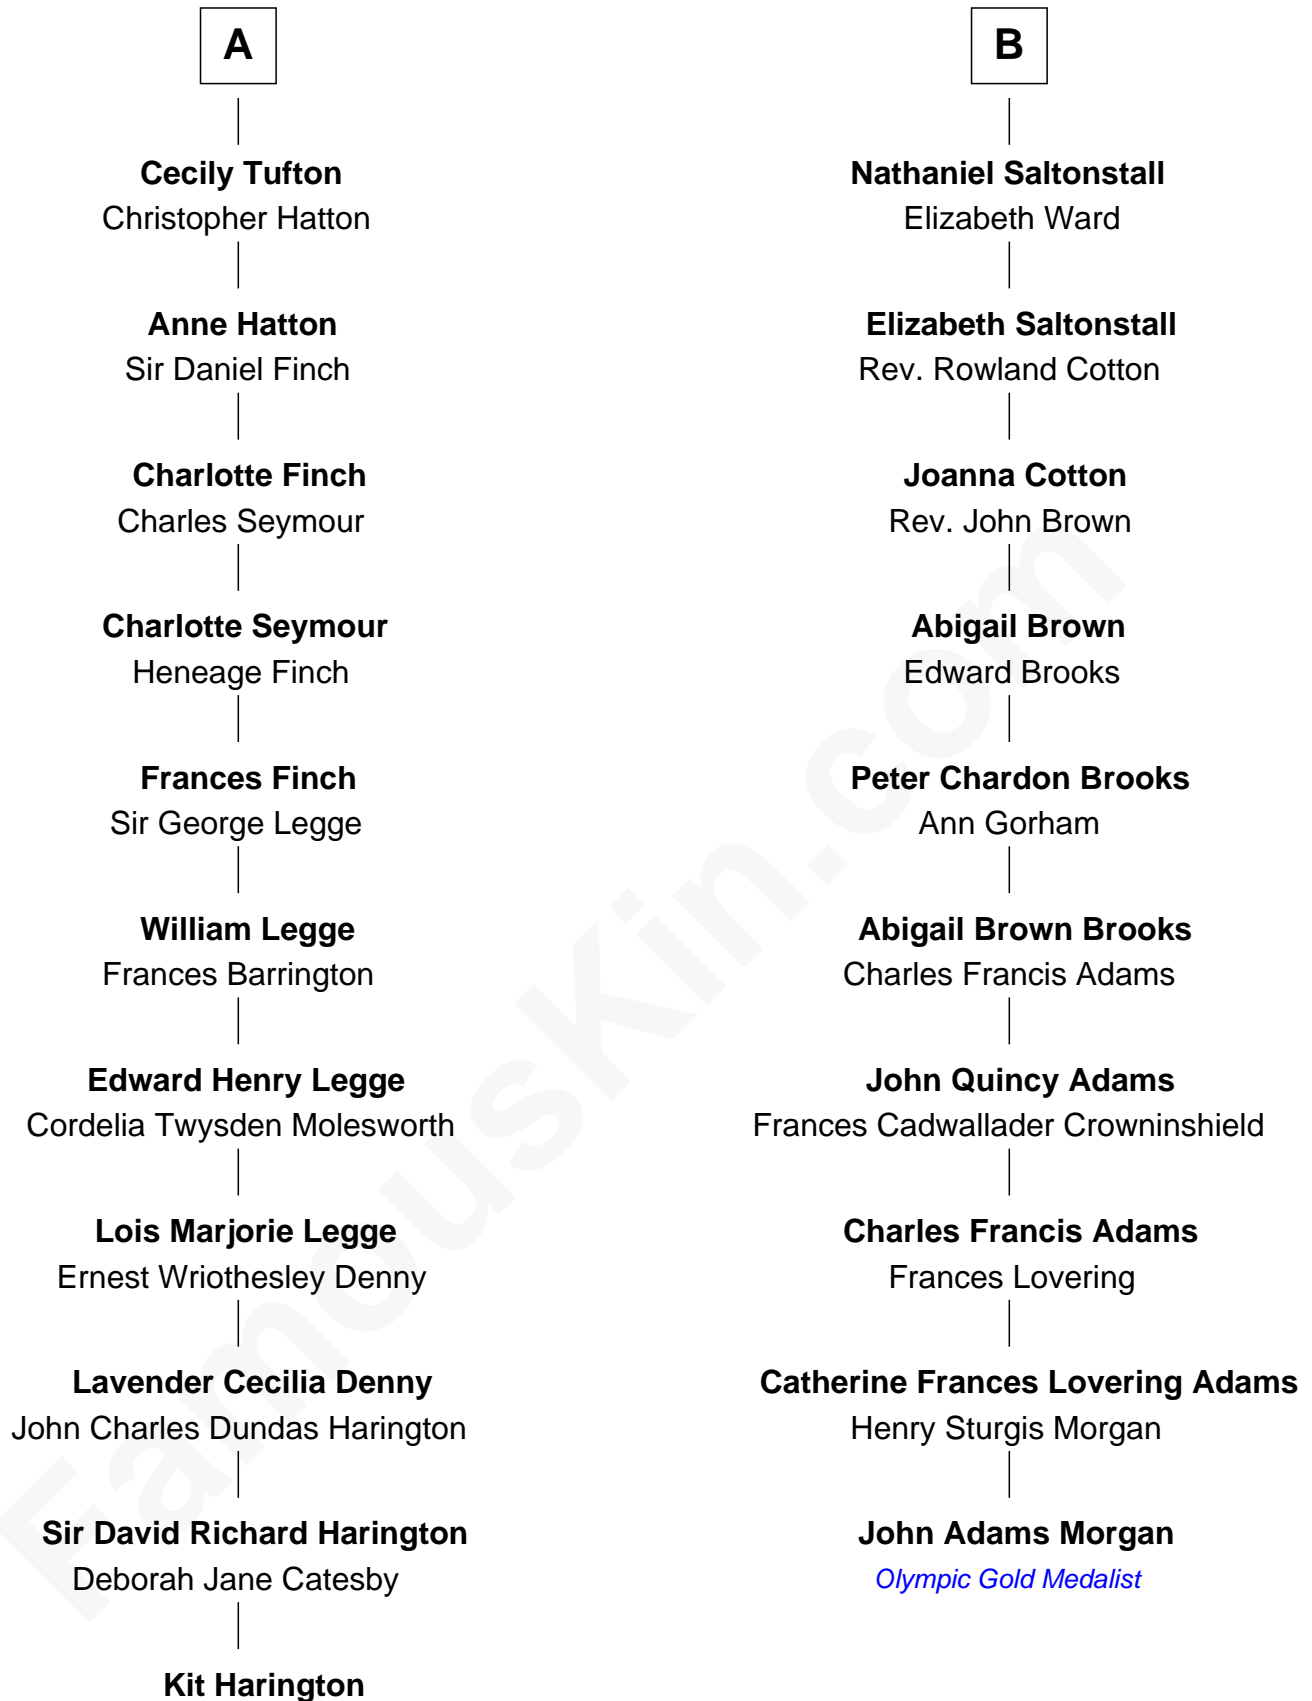 A
Cecily Tufton
Christopher Hatton
Anne Hatton
Sir Daniel Finch
Charlotte Finch
Charles Seymour
Charlotte Seymour
Heneage Finch
Frances Finch
Sir George Legge
William Legge
Frances Barrington
Edward Henry Legge
Cordelia Twysden Molesworth
Lois Marjorie Legge
Ernest Wriothesley Denny
Lavender Cecilia Denny
John Charles Dundas Harington
Sir David Richard Harington
Deborah Jane Catesby
Kit Harington
B
Nathaniel Saltonstall
Elizabeth Ward
Elizabeth Saltonstall
Rev. Rowland Cotton
Joanna Cotton
Rev. John Brown
Abigail Brown
Edward Brooks
Peter Chardon Brooks
Ann Gorham
Abigail Brown Brooks
Charles Francis Adams
John Quincy Adams
Frances Cadwallader Crowninshield
Charles Francis Adams
Frances Lovering
Catherine Frances Lovering Adams
Henry Sturgis Morgan
John Adams Morgan
Olympic Gold Medalist
FamousKin.com